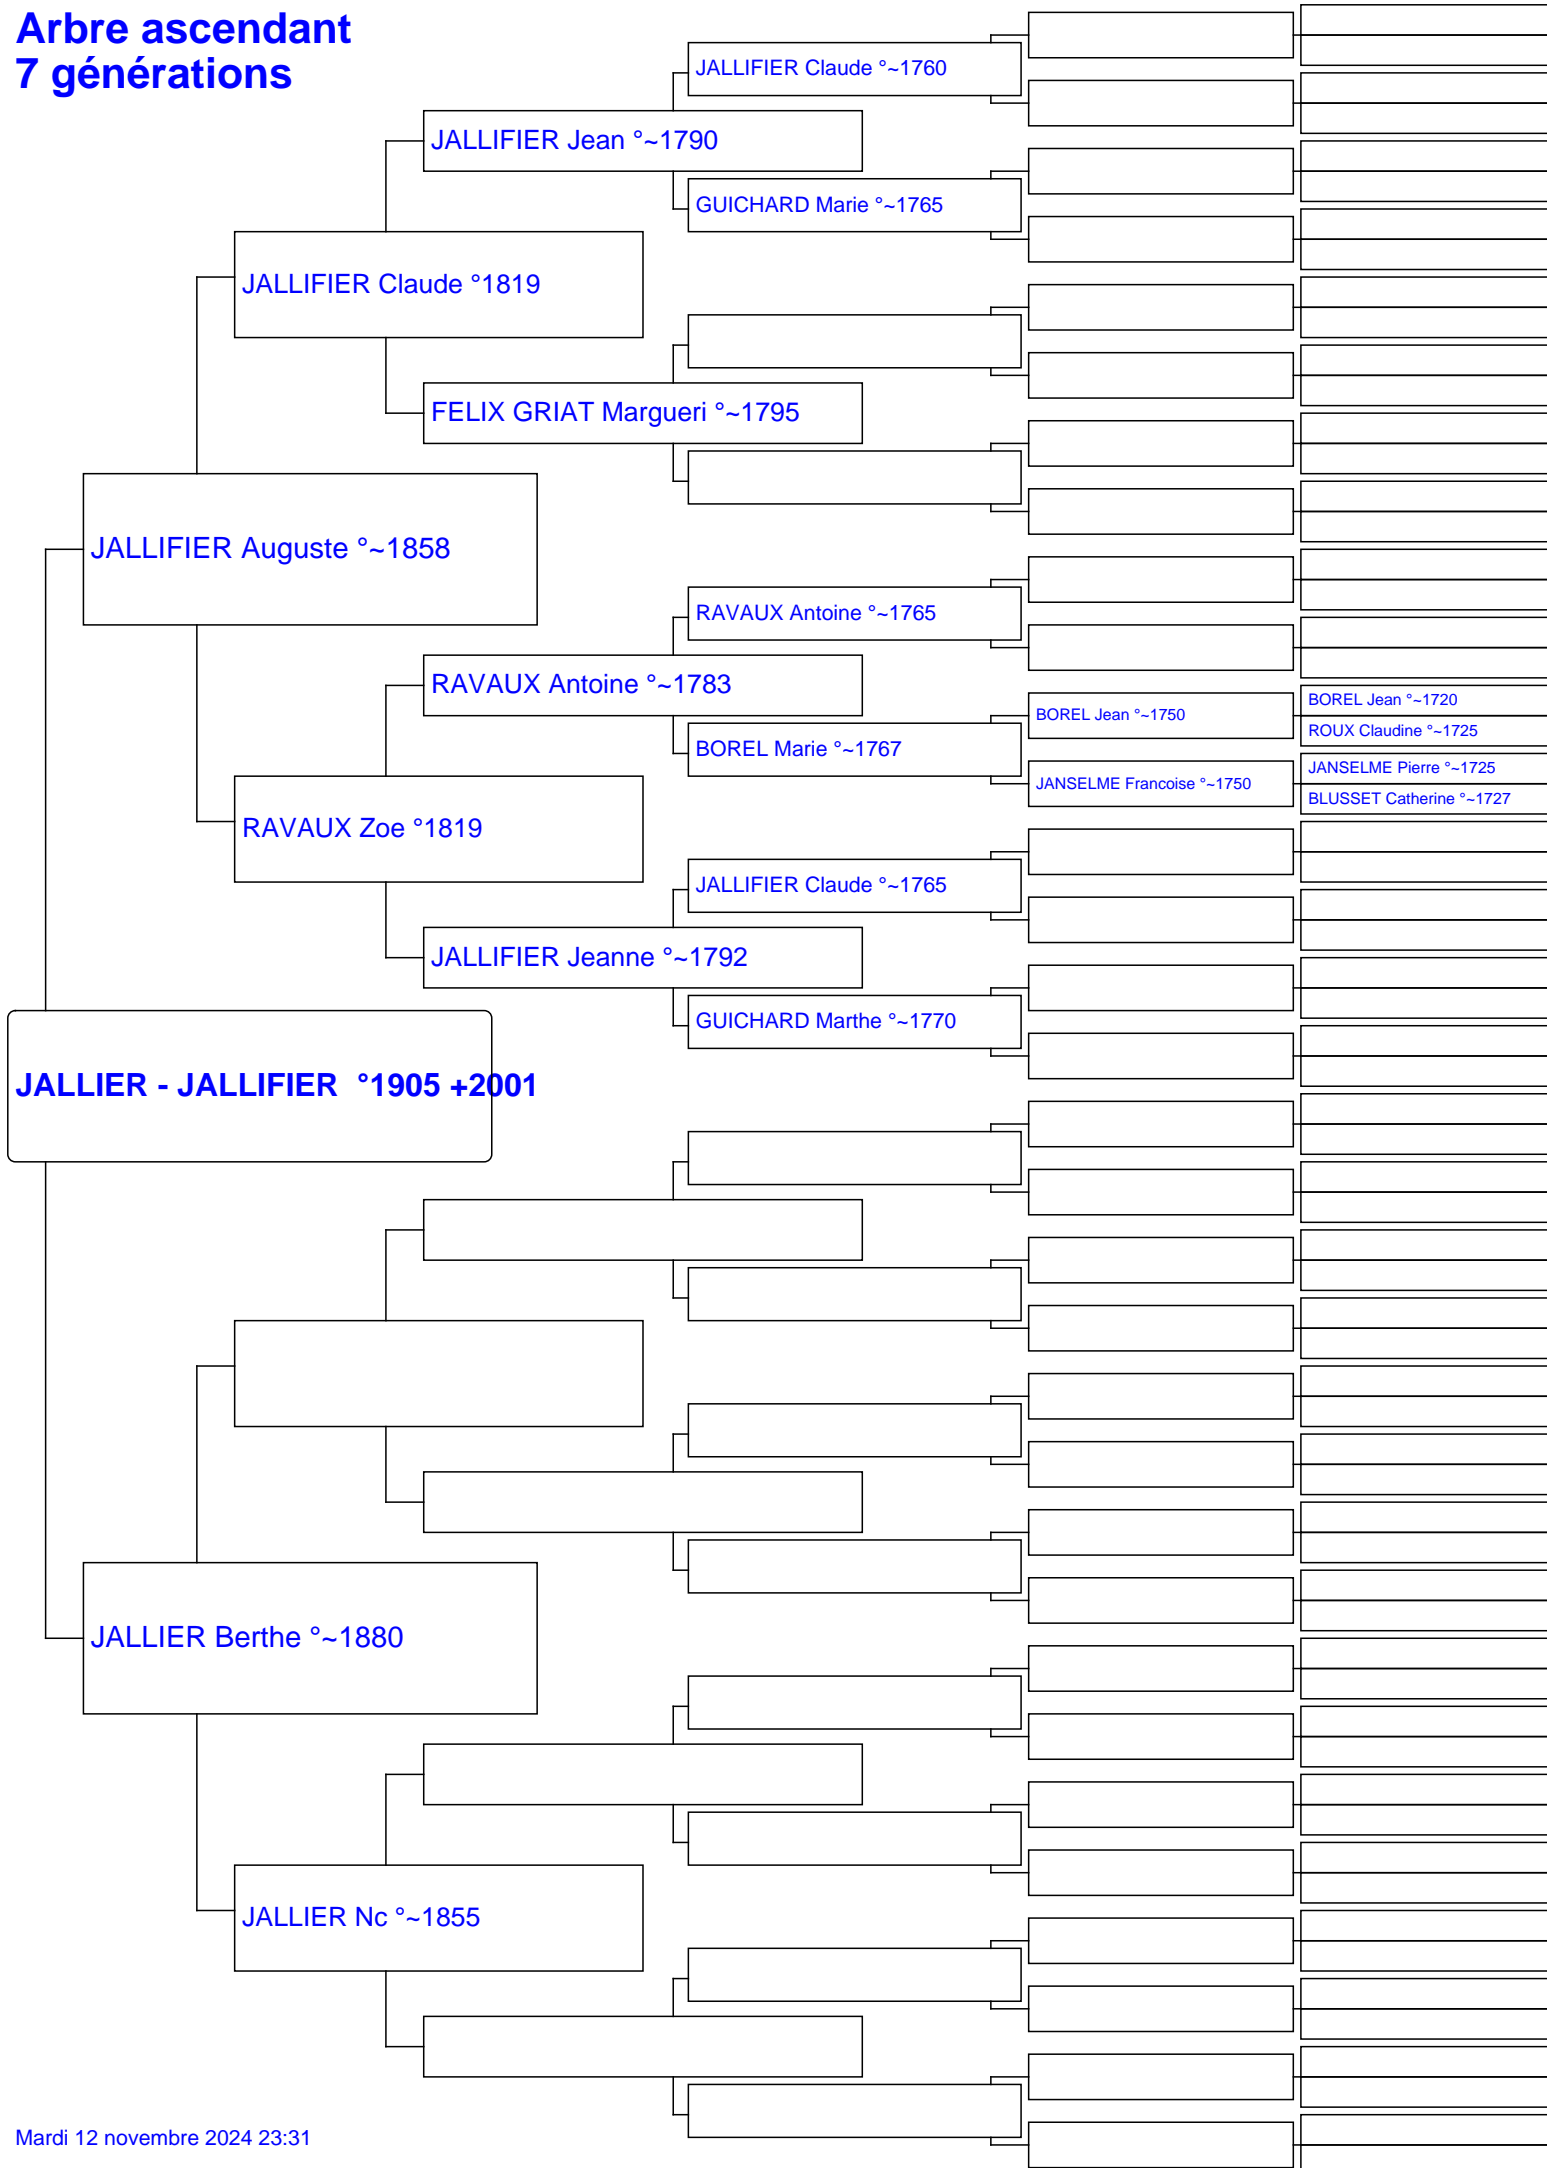 Arbre ascendant
7 générations
JALLIFIER Claude °~1760
JALLIFIER Jean °~1790
GUICHARD Marie °~1765
JALLIFIER Claude °1819
FELIX GRIAT Margueri °~1795
JALLIFIER Auguste °~1858
RAVAUX Antoine °~1765
RAVAUX Antoine °~1783
BOREL Jean °~1720
BOREL Jean °~1750
ROUX Claudine °~1725
BOREL Marie °~1767
JANSELME Pierre °~1725
JANSELME Francoise °~1750
BLUSSET Catherine °~1727
RAVAUX Zoe °1819
JALLIFIER Claude °~1765
JALLIFIER Jeanne °~1792
GUICHARD Marthe °~1770
JALLIER - JALLIFIER  °1905 +2001
JALLIER Berthe °~1880
JALLIER Nc °~1855
Mardi 12 novembre 2024 23:31